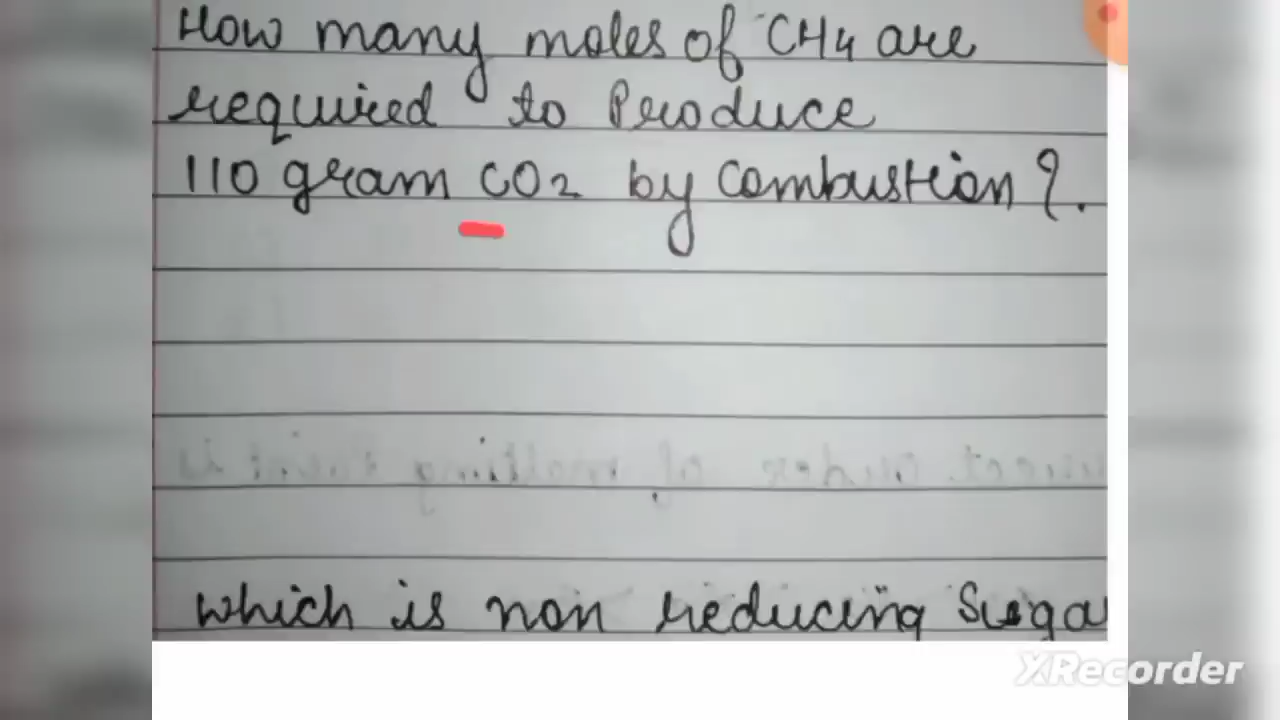 How many moles of CH4 are
required to Produce
110 gram CO2 by Combustion ?.
which is non reducing Suga
XRecorder